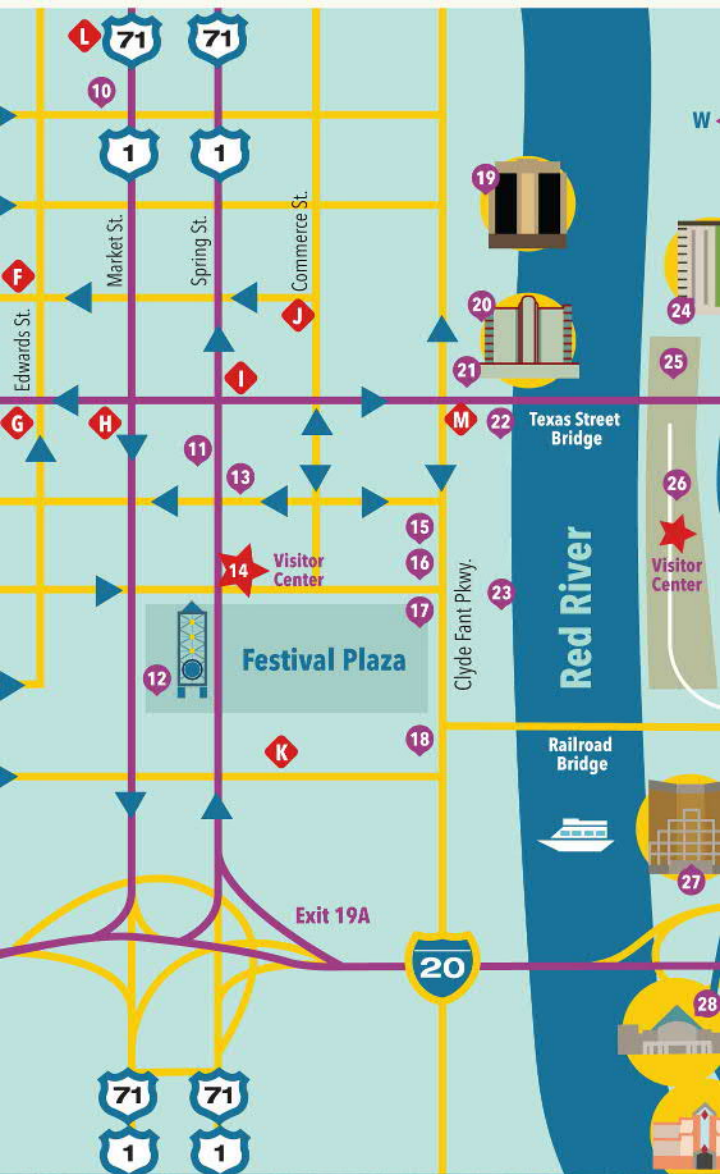 L
71
71
10
1
1
W
19
Market St.
Spring St.
Commerce St.
F
J
20
24
Edwards St.
I
21
25
G
H
M
22
Texas Street
Bridge
11
13
26
15
14
Visitor
Center
16
Visitor
Center
Clyde Fant Pkwy.
23
Red River
17
12
Festival Plaza
18
K
Railroad
Bridge
27
Exit 19A
20
28
71
71
1
1